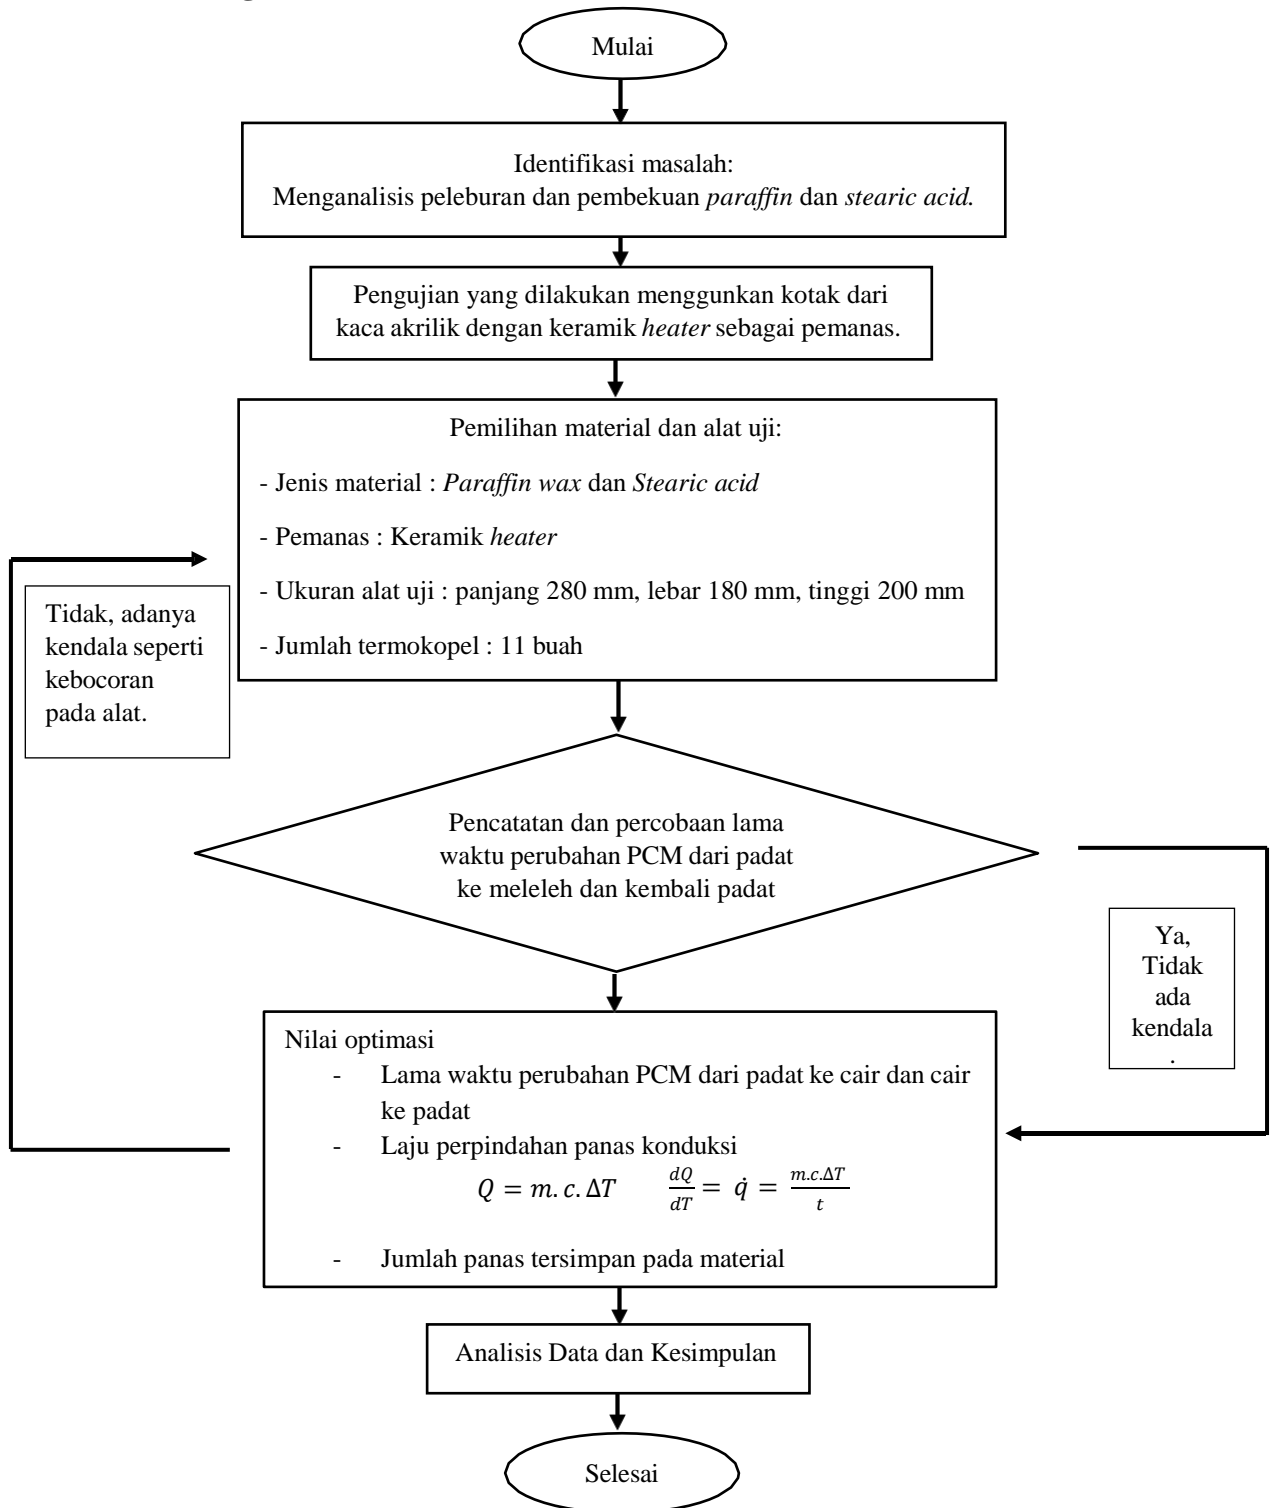 Mulai
Identifikasi masalah:
Menganalisis peleburan dan pembekuan paraffin dan stearic acid.
Pengujian yang dilakukan menggunkan kotak dari
kaca akrilik dengan keramik heater sebagai pemanas.
Pemilihan material dan alat uji:
- Jenis material : Paraffin wax dan Stearic acid
- Pemanas : Keramik heater
- Ukuran alat uji : panjang 280 mm, lebar 180 mm, tinggi 200 mm
- Jumlah termokopel : 11 buah
Tidak, adanya
kendala seperti
kebocoran
pada alat.
Pencatatan dan percobaan lama
waktu perubahan PCM dari padat
ke meleleh dan kembali padat
Ya,
Tidak
ada
kendala
.
Nilai optimasi
- Lama waktu perubahan PCM dari padat ke cair dan cair
ke padat
- Laju perpindahan panas konduksi
Q = m. c. ΔT dQ/dT = q̇ = m.c.ΔT/t
- Jumlah panas tersimpan pada material
Analisis Data dan Kesimpulan
Selesai